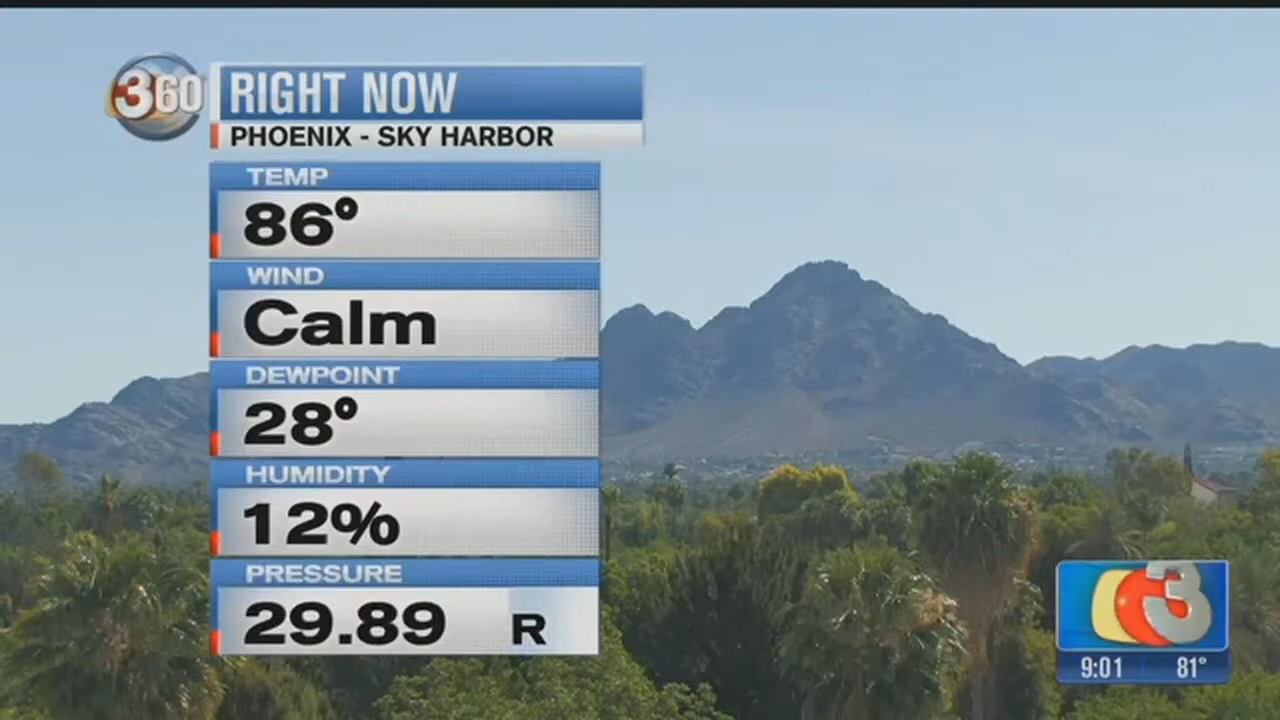 360
RIGHT NOW
PHOENIX - SKY HARBOR
TEMP
86°
WIND
Calm
DEWPOINT
28°
HUMIDITY
12%
PRESSURE
29.89 R
3
9:01 81°